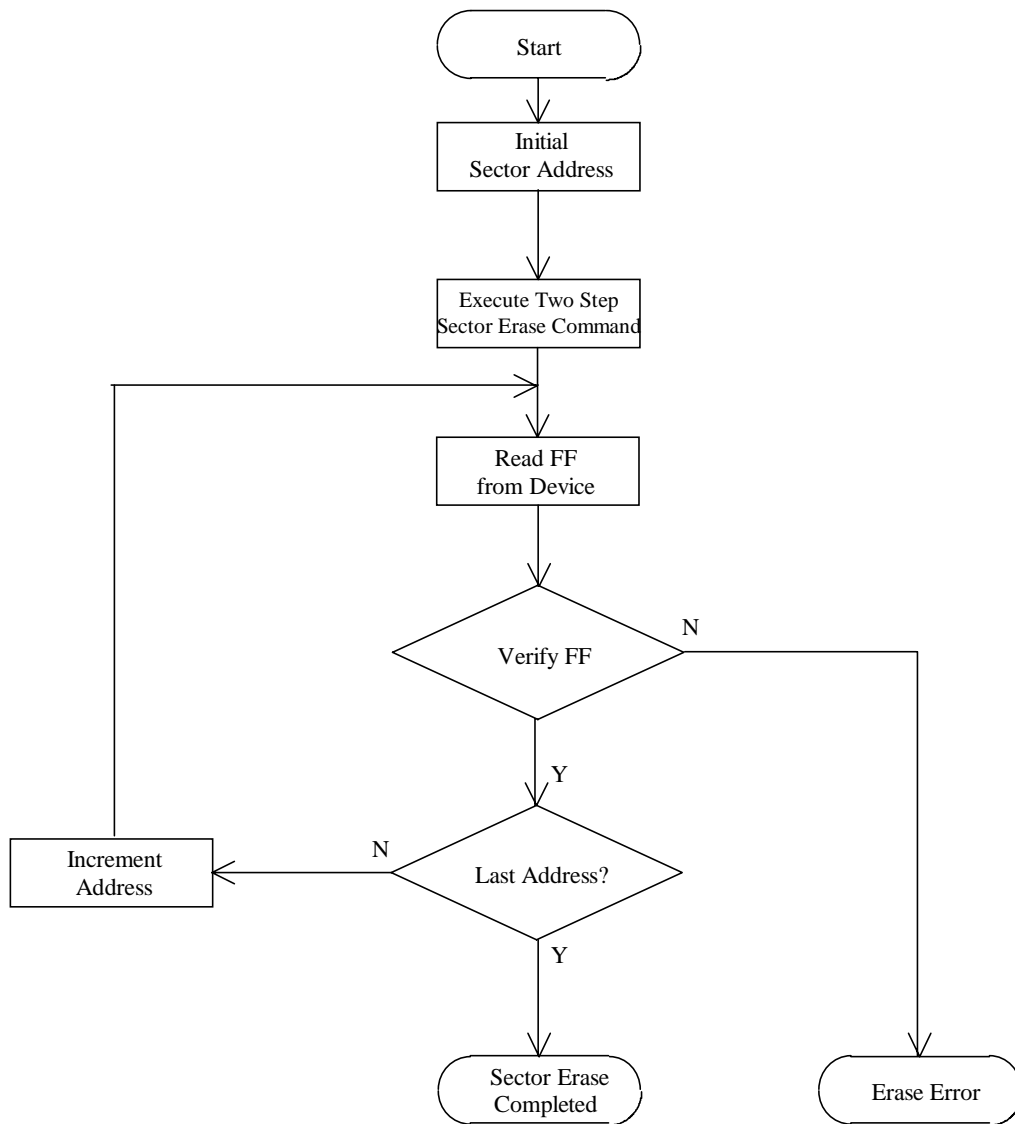 Start
Initial
Sector Address
Execute Two Step
Sector Erase Command
Read FF
from Device
Verify FF
N
Y
Last Address?
N
Increment
Address
Y
Sector Erase
Completed
Erase Error